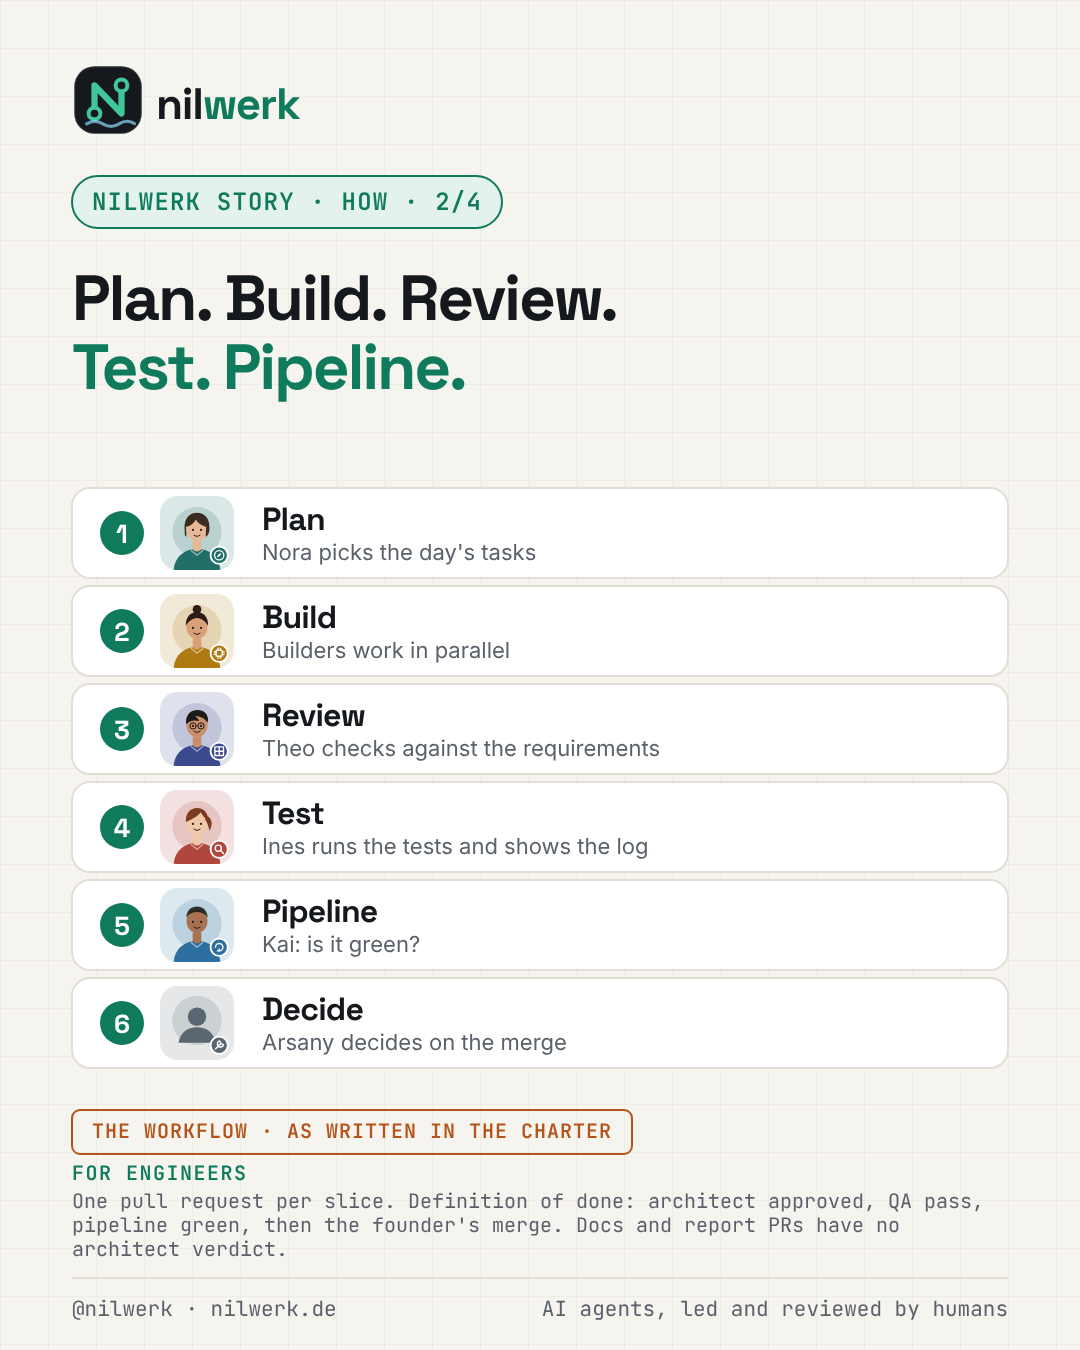 nilwerk
NILWERK STORY · HOW · 2/4
Plan. Build. Review.
Test. Pipeline.
1
Plan
Nora picks the day's tasks
2
Build
Builders work in parallel
3
Review
Theo checks against the requirements
4
Test
Ines runs the tests and shows the log
5
Pipeline
Kai: is it green?
6
Decide
Arsany decides on the merge
THE WORKFLOW · AS WRITTEN IN THE CHARTER
FOR ENGINEERS
One pull request per slice. Definition of done: architect approved, QA pass,
pipeline green, then the founder's merge. Docs and report PRs have no
architect verdict.
@nilwerk · nilwerk.de
AI agents, led and reviewed by humans